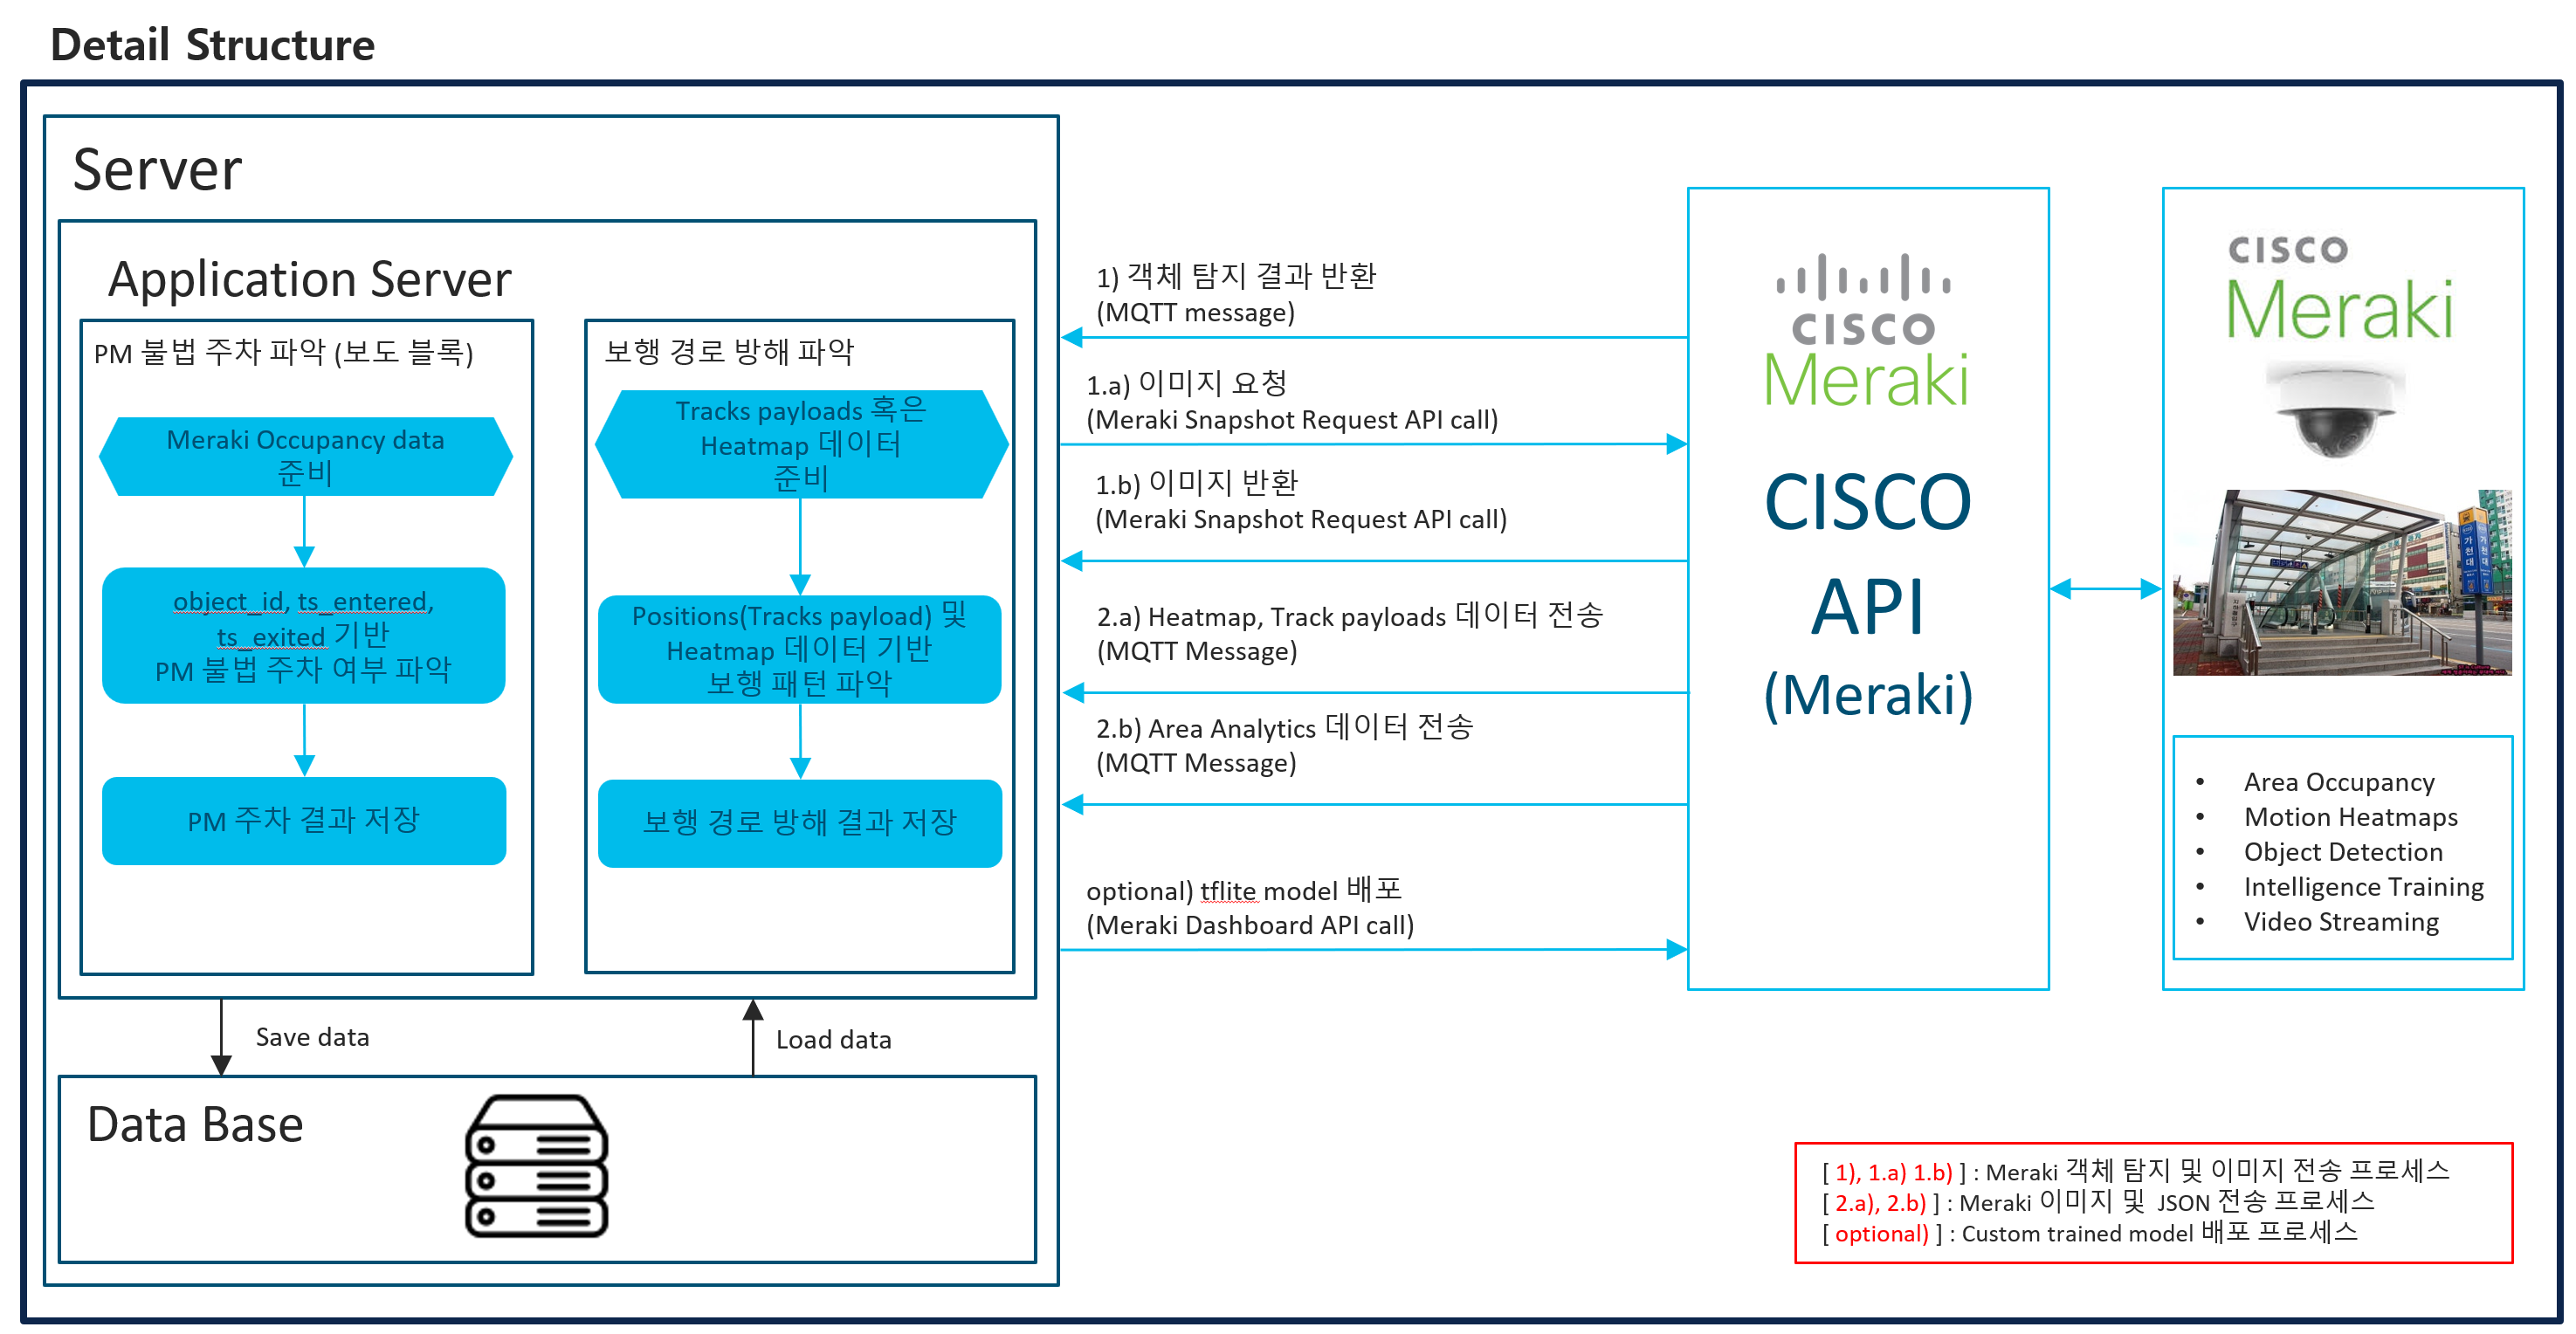 Detail Structure
Server
Application Server
PM 불법 주차 파악 (보도 블록)
Meraki Occupancy data
준비
object_id, ts_entered,
ts_exited 기반
PM 불법 주차 여부 파악
PM 주차 결과 저장
보행 경로 방해 파악
Tracks payloads 혹은
Heatmap 데이터
준비
Positions(Tracks payload) 및
Heatmap 데이터 기반
보행 패턴 파악
보행 경로 방해 결과 저장
Save data
Load data
Data Base
1) 객체 탐지 결과 반환
(MQTT message)
1.a) 이미지 요청
(Meraki Snapshot Request API call)
1.b) 이미지 반환
(Meraki Snapshot Request API call)
2.a) Heatmap, Track payloads 데이터 전송
(MQTT Message)
2.b) Area Analytics 데이터 전송
(MQTT Message)
optional) tflite model 배포
(Meraki Dashboard API call)
CISCO
Meraki
CISCO
API
(Meraki)
CISCO
Meraki
가천대
가천대
• Area Occupancy
• Motion Heatmaps
• Object Detection
• Intelligence Training
• Video Streaming
[ 1), 1.a) 1.b) ] : Meraki 객체 탐지 및 이미지 전송 프로세스
[ 2.a), 2.b) ] : Meraki 이미지 및 JSON 전송 프로세스
[ optional) ] : Custom trained model 배포 프로세스